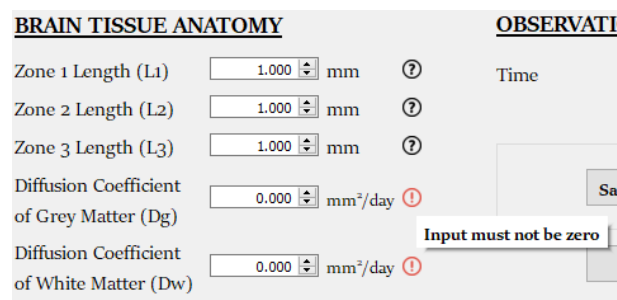 BRAIN TISSUE ANATOMY
OBSERVATI
Zone 1 Length (L1) 1.000 mm ?
Time
Zone 2 Length (L2) 1.000 mm ?
Zone 3 Length (L3) 1.000 mm ?
Diffusion Coefficient
of Grey Matter (Dg) 0.000 mm²/day !
Sa
Input must not be zero
Diffusion Coefficient
of White Matter (Dw) 0.000 mm²/day !